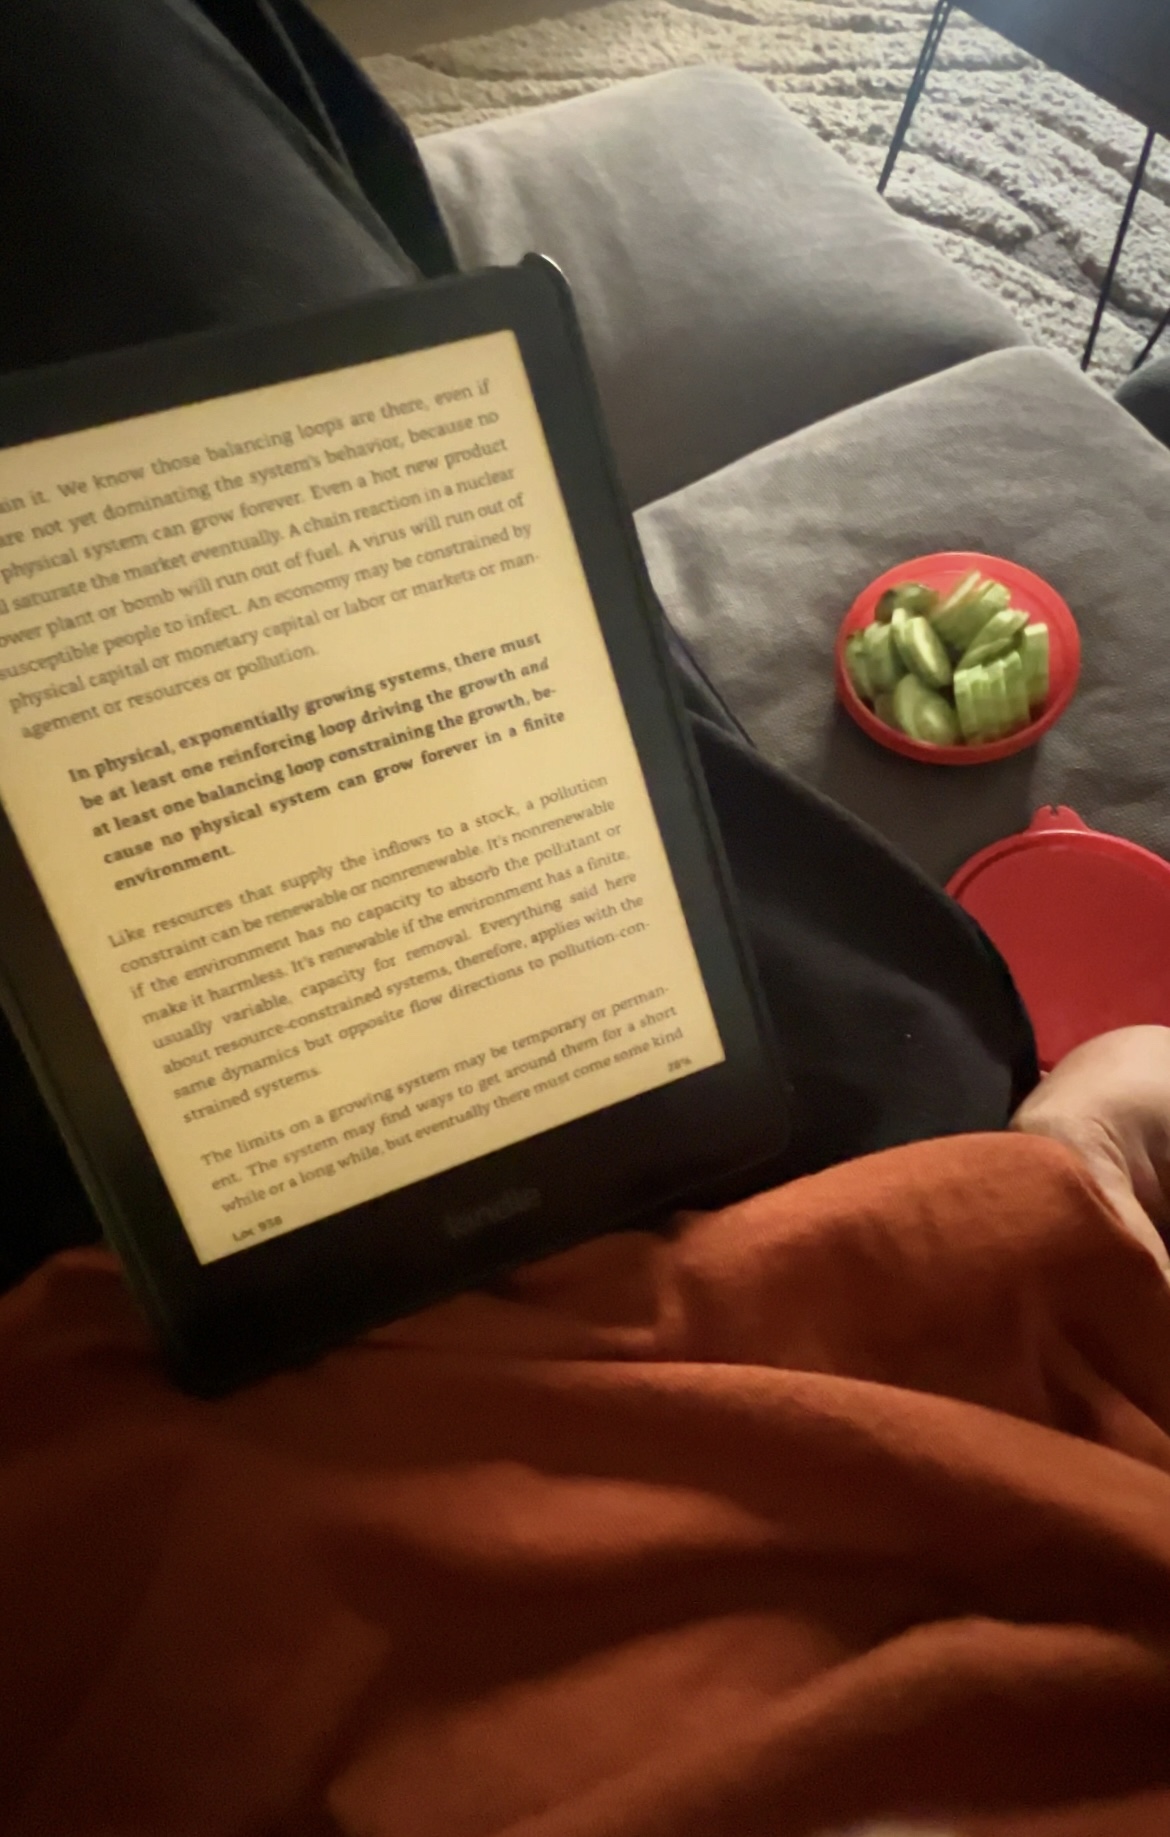 ain it. We know those balancing loops are there, even if
are not yet dominating the system's behavior, because no
physical system can grow forever. Even a hot new product
ll saturate the market eventually. A chain reaction in a nuclear
ower plant or bomb will run out of fuel. A virus will run out of
susceptible people to infect. An economy may be constrained by
physical capital or monetary capital or labor or markets or man-
agement or resources or pollution.
In physical, exponentially growing systems, there must
be at least one reinforcing loop driving the growth and
at least one balancing loop constraining the growth, be-
cause no physical system can grow forever in a finite
environment.
Like resources that supply the inflows to a stock, a pollution
constraint can be renewable or nonrenewable. It's nonrenewable
if the environment has no capacity to absorb the pollutant or
make it harmless. It's renewable if the environment has a finite,
usually variable, capacity for removal. Everything said here
about resource-constrained systems, therefore, applies with the
same dynamics but opposite flow directions to pollution-con-
strained systems.
The limits on a growing system may be temporary or perman-
ent. The system may find ways to get around them for a short
while or a long while, but eventually there must come some kind
Loc 938
28%
kindle